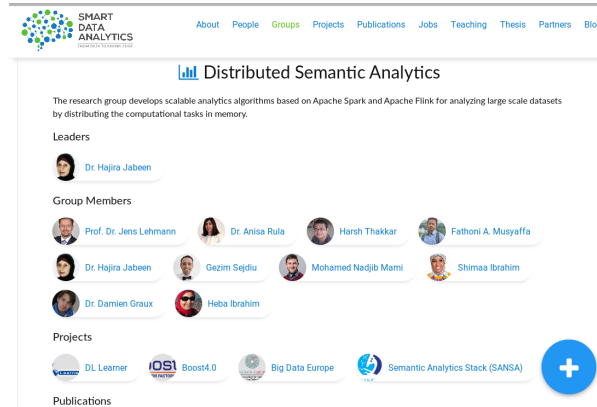 SMART
DATA
ANALYTICS
FROM DATA TO KNOWLEDGE
About People Groups Projects Publications Jobs Teaching Thesis Partners Blo
Distributed Semantic Analytics
The research group develops scalable analytics algorithms based on Apache Spark and Apache Flink for analyzing large scale datasets
by distributing the computational tasks in memory.
Leaders
Dr. Hajira Jabeen
Group Members
Prof. Dr. Jens Lehmann Dr. Anisa Rula Harsh Thakkar Fathoni A. Musyaffa
Dr. Hajira Jabeen Gezim Sejdiu Mohamed Nadjib Mami Shimaa Ibrahim
Dr. Damien Graux Heba Ibrahim
Projects
DL Learner Boost4.0 Big Data Europe Semantic Analytics Stack (SANSA)
Publications